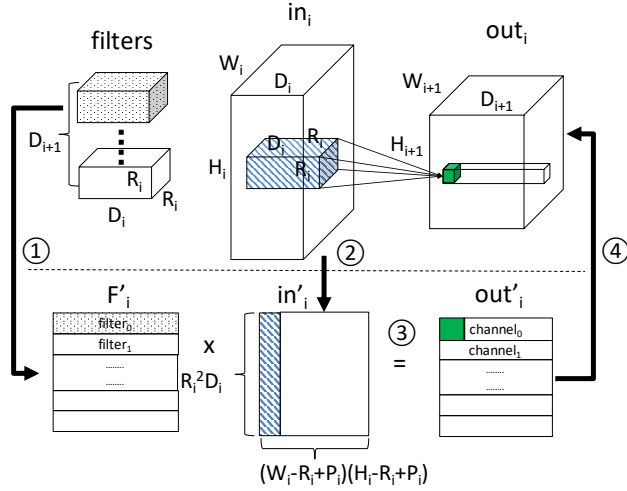 filters
in_i
out_i
W_i
D_i
W_{i+1}
D_{i+1}
D_{i+1}
H_{i+1}
D_i
R_i
R_i
H_i
R_i
R_i
D_i
①
②
④
F'_i
in'_i
out'_i
filter_0
filter_1
........
........
x
R_i^2D_i
③
=
channel_0
channel_1
........
........
(W_i-R_i+P_i)(H_i-R_i+P_i)